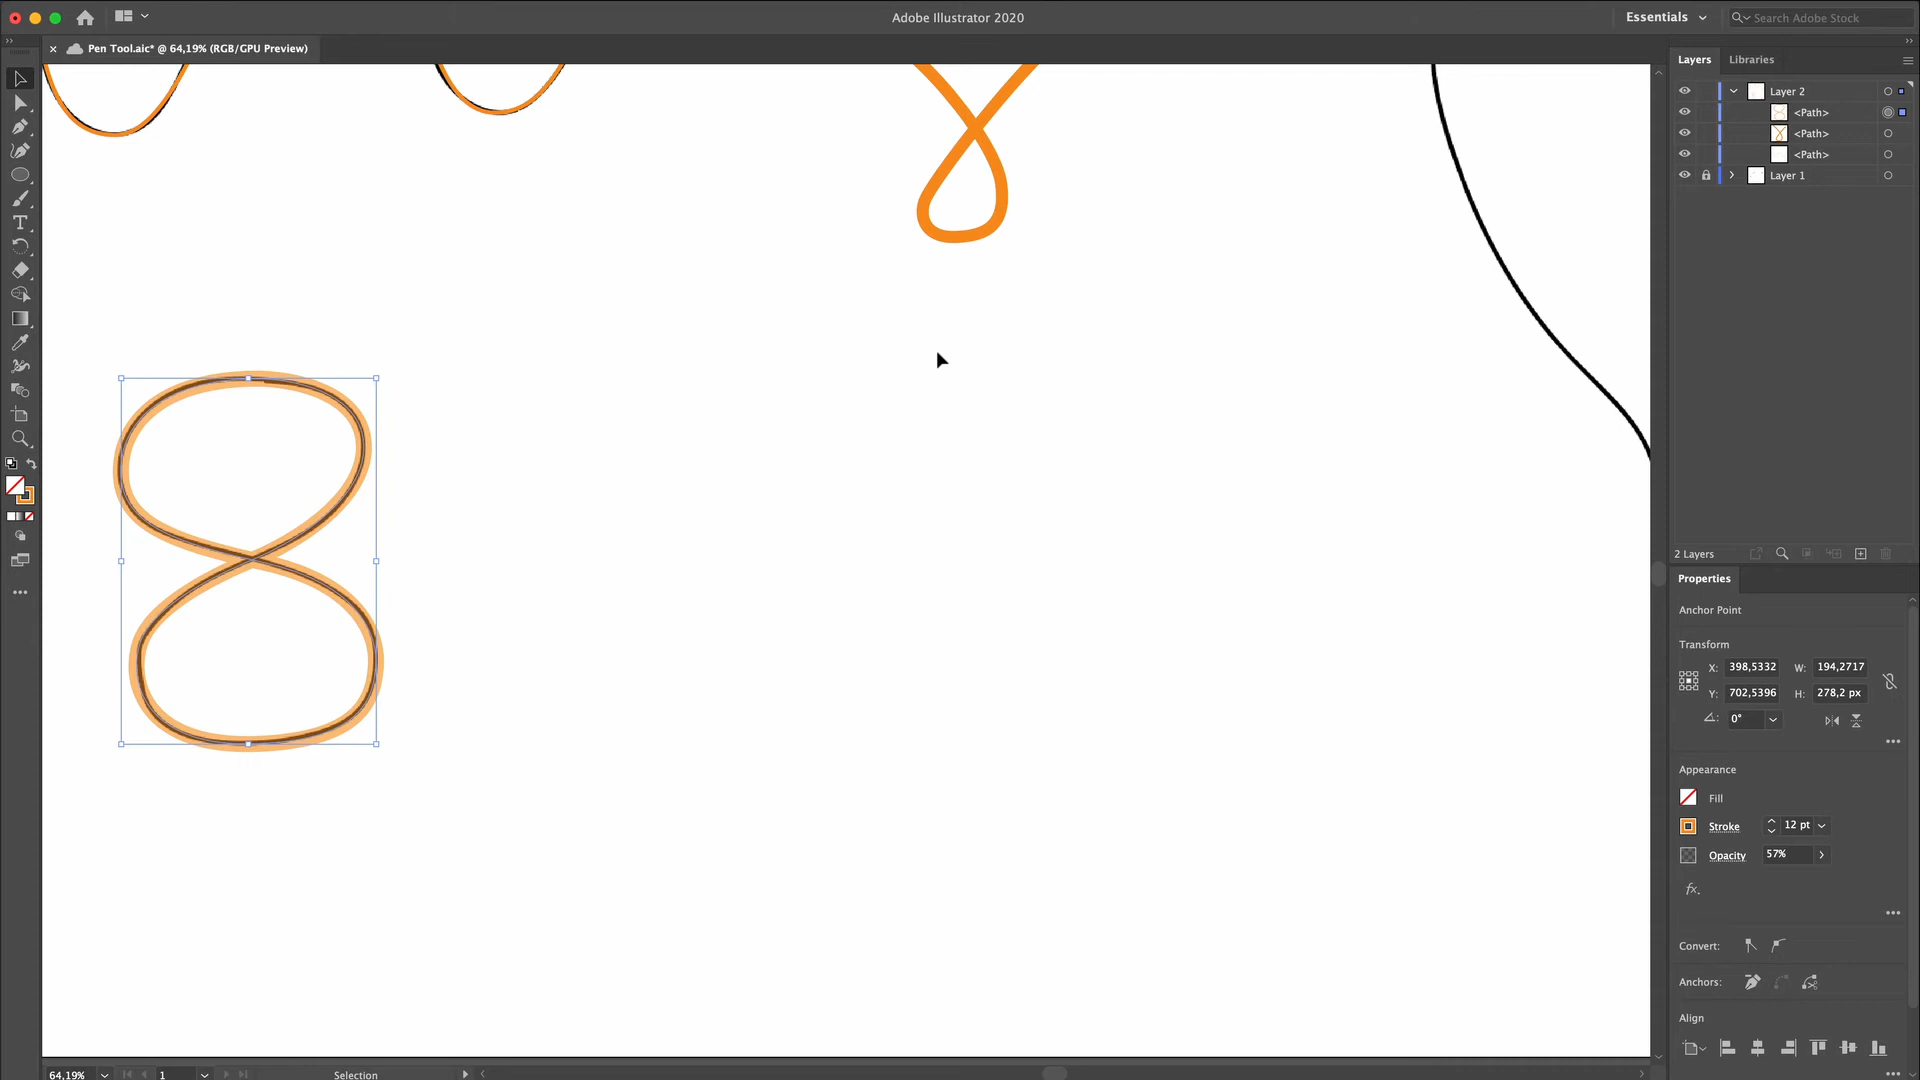 Adobe Illustrator 2020
Essentials
Search Adobe Stock
Pen Tool.aic* @ 64,19% (RGB/GPU Preview)
Layers
Libraries
Layer 2
<Path>
<Path>
<Path>
Layer 1
2 Layers
Properties
Anchor Point
Transform
X: 398,5332 W: 194,2717
Y: 702,5396 H: 278,2 px
0°
Appearance
Fill
Stroke 12 pt
Opacity 57%
fx.
Convert:
Anchors:
Align
64,19% 1 Selection